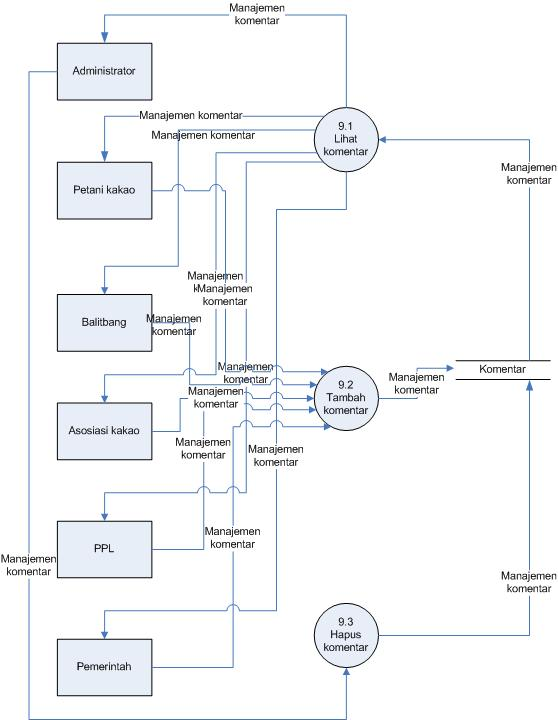 Manajemen
komentar
Administrator
9.1
Lihat
komentar
Manajemen komentar
Manajemen komentar
Manajemen
komentar
Petani kakao
Manajemen
k
Manajemen
komentar
Balitbang
Manajemen
komentar
Manajemen
komentar
Komentar
9.2
Tambah
komentar
Manajemen
komentar
Manajemen
komentar
Asosiasi kakao
Manajemen
komentar
Manajemen
komentar
PPL
Manajemen
komentar
Manajemen
komentar
Manajemen
komentar
9.3
Hapus
komentar
Pemerintah